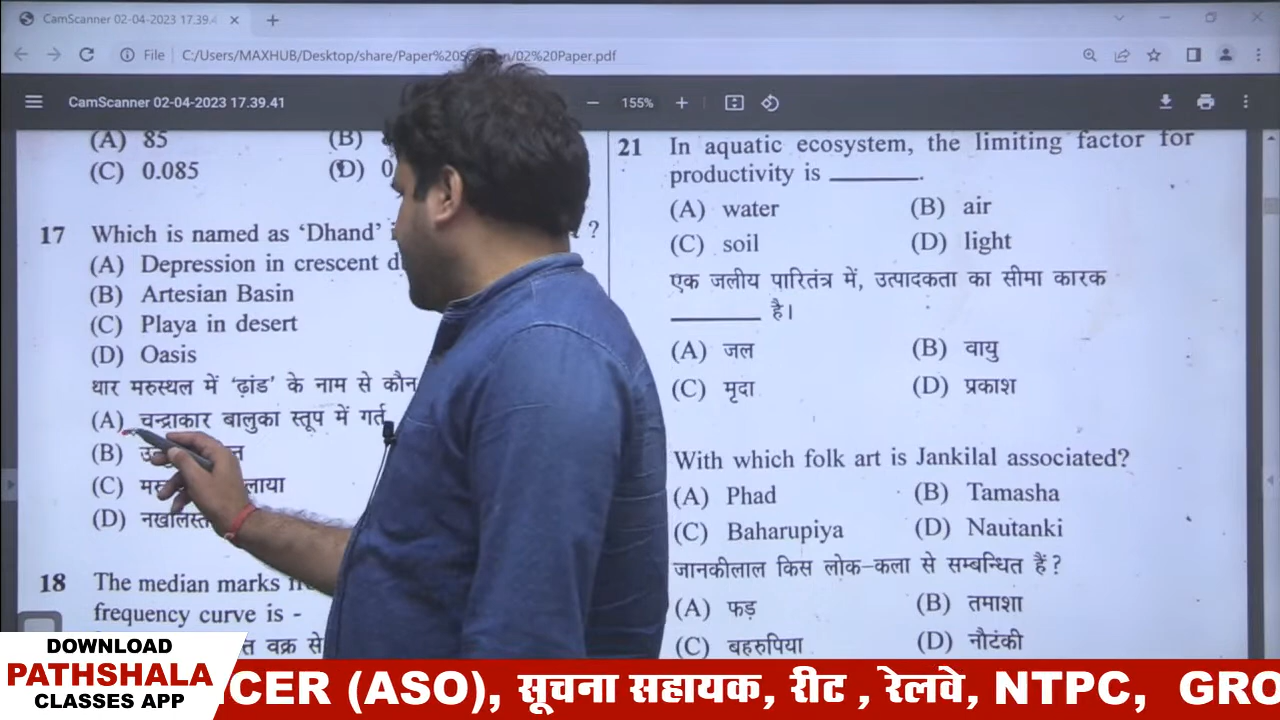 CamScanner 02-04-2023 17.39.4
File C:/Users/MAXHUB/Desktop/share/Paper%20S en/02%20Paper.pdf
CamScanner 02-04-2023 17.39.41
155%
(A) 85 (B)
(C) 0.085 (D) 0
17 Which is named as ‘Dhand’ ?
(A) Depression in crescent
(B) Artesian Basin
(C) Playa in desert
(D) Oasis
थार मरुस्थल में ‘ढ़ांड’ के नाम से कौन
(A) चन्द्राकार बालुका स्तूप में गर्त
(B)
(C)
(D)
18 The median marks
frequency curve is -
वक्र से
21 In aquatic ecosystem, the limiting factor for
productivity is ________.
(A) water (B) air
(C) soil (D) light
एक जलीय पारितंत्र में, उत्पादकता का सीमा कारक
________ है।
(A) जल (B) वायु
(C) मृदा (D) प्रकाश
With which folk art is Jankilal associated?
(A) Phad (B) Tamasha
(C) Baharupiya (D) Nautanki
जानकीलाल किस लोक-कला से सम्बन्धित हैं ?
(A) फड़ (B) तमाशा
(C) बहरुपिया (D) नौटंकी
DOWNLOAD
PATHSHALA
CLASSES APP
CER (ASO), सूचना सहायक, रीट , रेलवे, NTPC, GRO